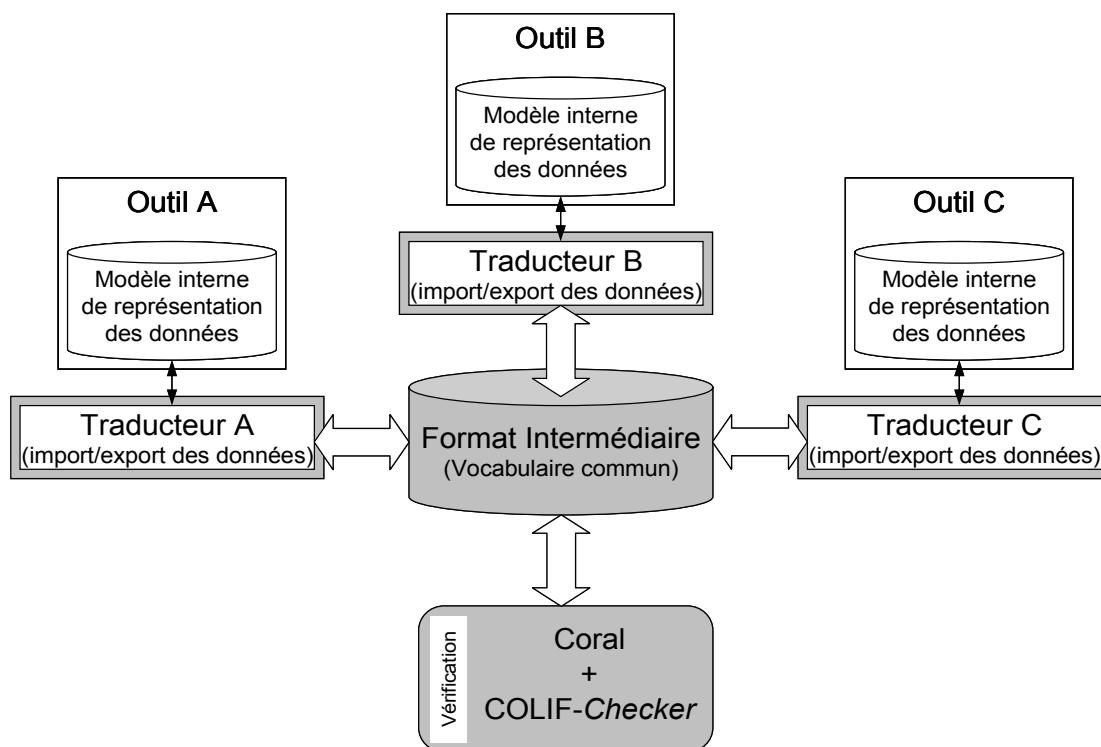 Outil B
Modèle interne
de représentation
des données
Traducteur B
(import/export des données)
Outil A
Modèle interne
de représentation
des données
Traducteur A
(import/export des données)
Outil C
Modèle interne
de représentation
des données
Traducteur C
(import/export des données)
Format Intermédiaire
(Vocabulaire commun)
Vérification
Coral
+
COLIF-Checker